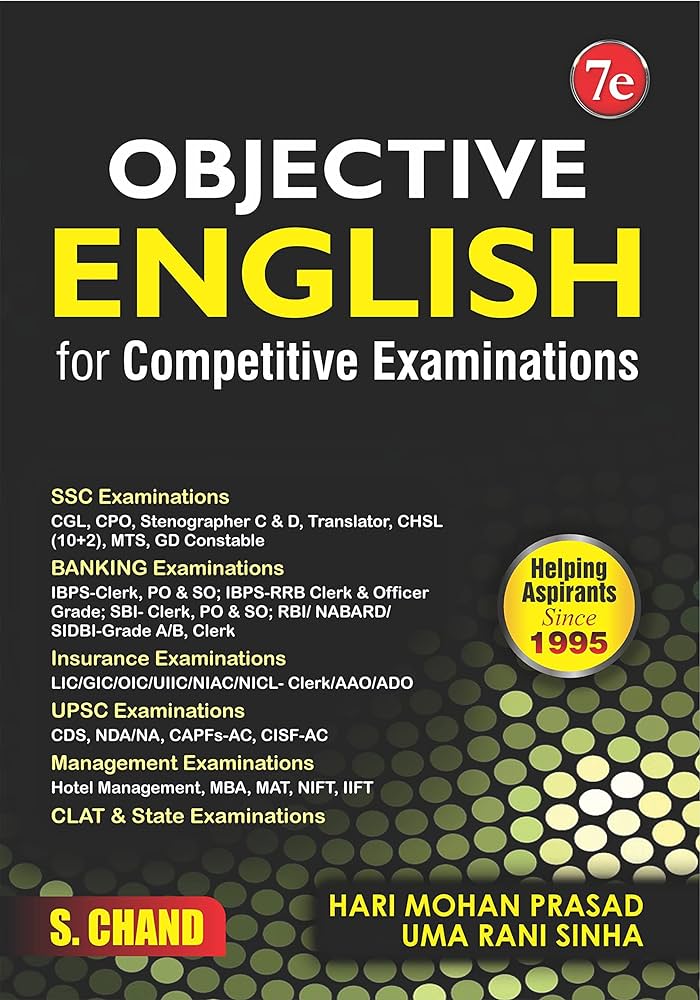 7e
OBJECTIVE
ENGLISH
for Competitive Examinations
SSC Examinations
CGL, CPO, Stenographer C & D, Translator, CHSL
(10+2), MTS, GD Constable
BANKING Examinations
IBPS-Clerk, PO & SO; IBPS-RRB Clerk & Officer
Grade; SBI- Clerk, PO & SO; RBI/ NABARD/
SIDBI-Grade A/B, Clerk
Insurance Examinations
LIC/GIC/OIC/UIIC/NIAC/NICL- Clerk/AAO/ADO
UPSC Examinations
CDS, NDA/NA, CAPFs-AC, CISF-AC
Management Examinations
Hotel Management, MBA, MAT, NIFT, IIFT
CLAT & State Examinations
Helping
Aspirants
Since
1995
HARI MOHAN PRASAD
UMA RANI SINHA
S. CHAND